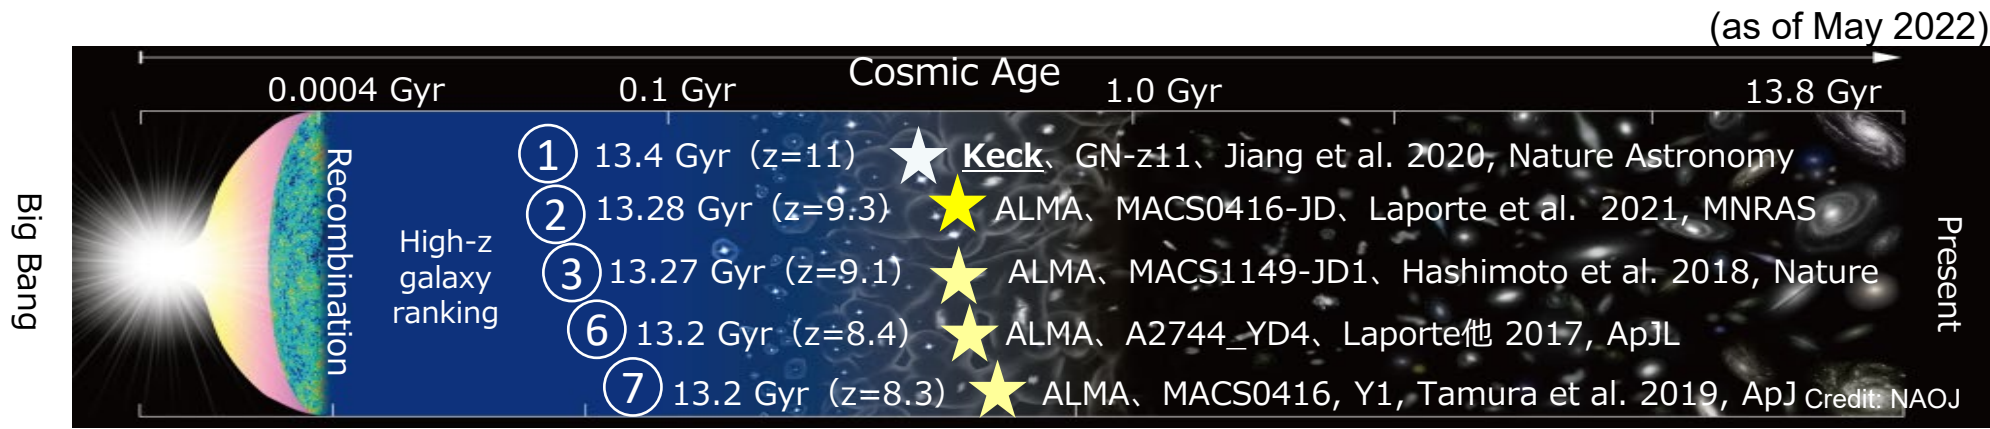 (as of May 2022)
Cosmic Age
0.0004 Gyr 0.1 Gyr 1.0 Gyr 13.8 Gyr
Big Bang
Recombination
High-z
galaxy
ranking
① 13.4 Gyr（z=11） Keck、GN-z11、Jiang et al. 2020, Nature Astronomy
② 13.28 Gyr（z=9.3） ALMA、MACS0416-JD、Laporte et al. 2021, MNRAS
③ 13.27 Gyr（z=9.1） ALMA、MACS1149-JD1、Hashimoto et al. 2018, Nature
⑥ 13.2 Gyr（z=8.4） ALMA、A2744_YD4、Laporte他 2017, ApJL
⑦ 13.2 Gyr（z=8.3） ALMA、MACS0416, Y1, Tamura et al. 2019, ApJ
Credit: NAOJ
Present